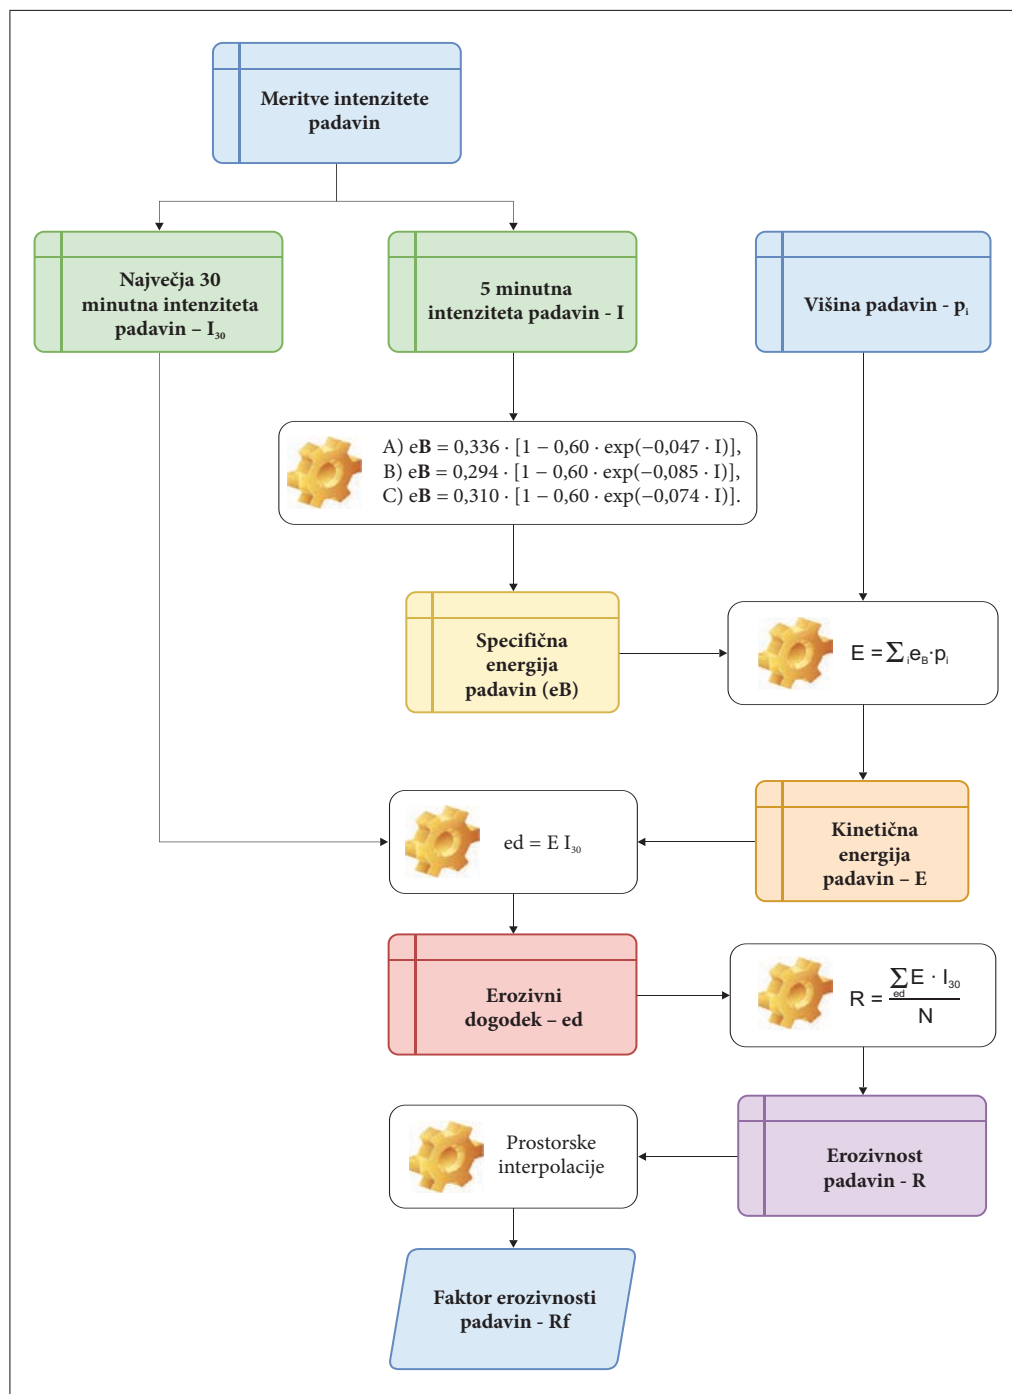 Meritve intenzitete
padavin
Največja 30
minutna intenziteta
padavin – I₃₀
5 minutna
intenziteta padavin - I
Višina padavin - pᵢ
A) eB = 0,336 · [1 − 0,60 · exp(−0,047 · I)],
B) eB = 0,294 · [1 − 0,60 · exp(−0,085 · I)],
C) eB = 0,310 · [1 − 0,60 · exp(−0,074 · I)].
Specifična
energija
padavin (eB)
E = ∑ᵢe_B·pᵢ
ed = E I₃₀
Kinetična
energija
padavin – E
Erozivni
dogodek – ed
R = ∑_ed E · I₃₀ / N
Prostorske
interpolacije
Erozivnost
padavin - R
Faktor erozivnosti
padavin - Rf